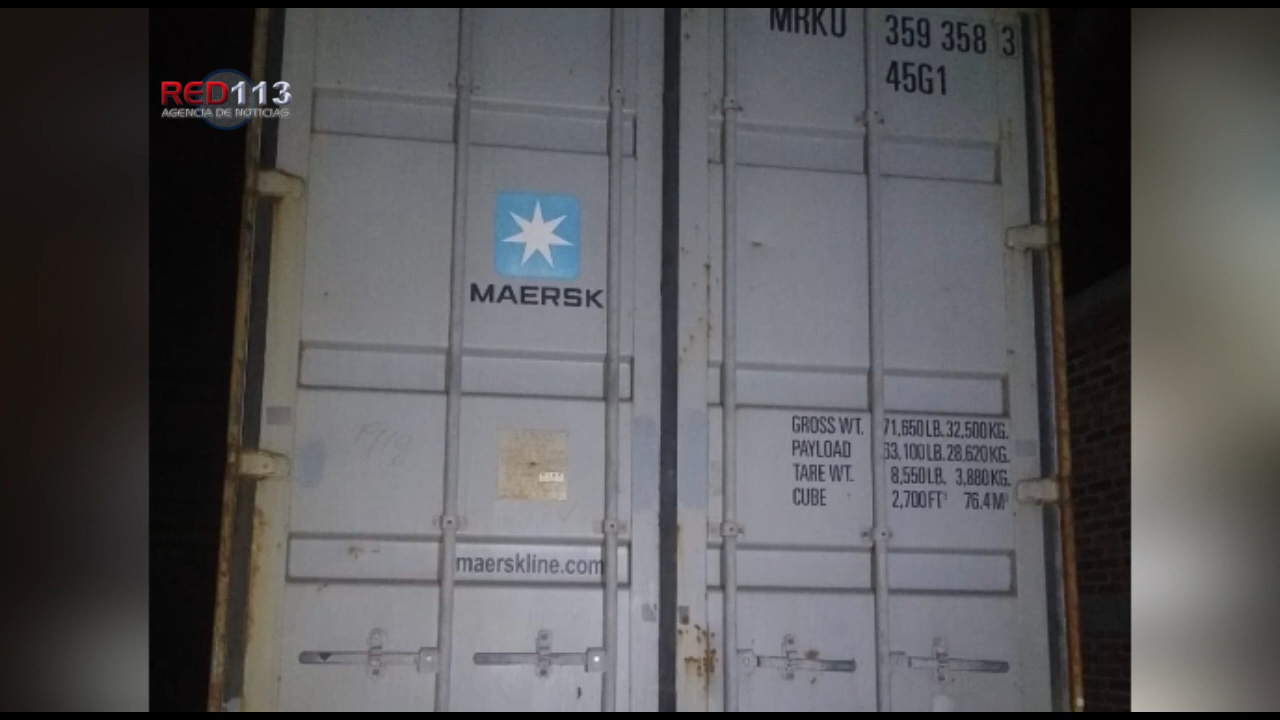 RED113
AGENCIA DE NOTICIAS
MRKU 359 358 3
45G1
MAERSK
GROSS WT. 71,650 LB. 32,500 KG.
PAYLOAD 63,100 LB. 28,620 KG.
TARE WT. 8,550 LB. 3,880 KG.
CUBE 2,700 FT³ 76.4 M³
maerskline.com